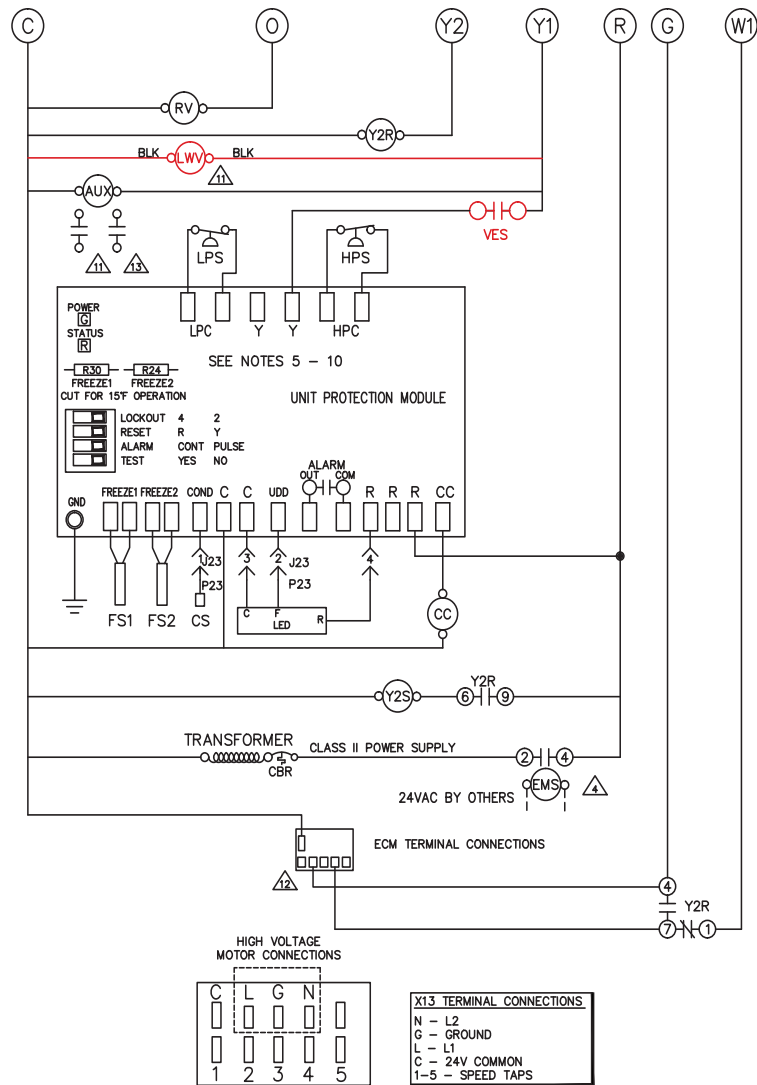 C O Y2 Y1 R G W1
RV
Y2R
BLK LWV BLK
11
AUX
VES
11 13
LPS HPS
LPC Y Y HPC
POWER
G
STATUS
R
SEE NOTES 5 - 10
R30 R24
FREEZE1 FREEZE2
CUT FOR 15°F OPERATION
UNIT PROTECTION MODULE
LOCKOUT 4 2
RESET R Y
ALARM CONT PULSE
TEST YES NO
ALARM
OUT COM
GND
FREEZE1 FREEZE2 COND C C UDD R R R CC
1 J23 3 2 J23 4
P23 P23
FS1 FS2 CS
C F R
LED
CC
Y2R
Y2S 6 9
TRANSFORMER
CLASS II POWER SUPPLY
CBR
2 4
24VAC BY OTHERS EMS 4
ECM TERMINAL CONNECTIONS
12
4
Y2R
7 1
HIGH VOLTAGE
MOTOR CONNECTIONS
C L G N
1 2 3 4 5
X13 TERMINAL CONNECTIONS
N - L2
G - GROUND
L - L1
C - 24V COMMON
1-5 - SPEED TAPS